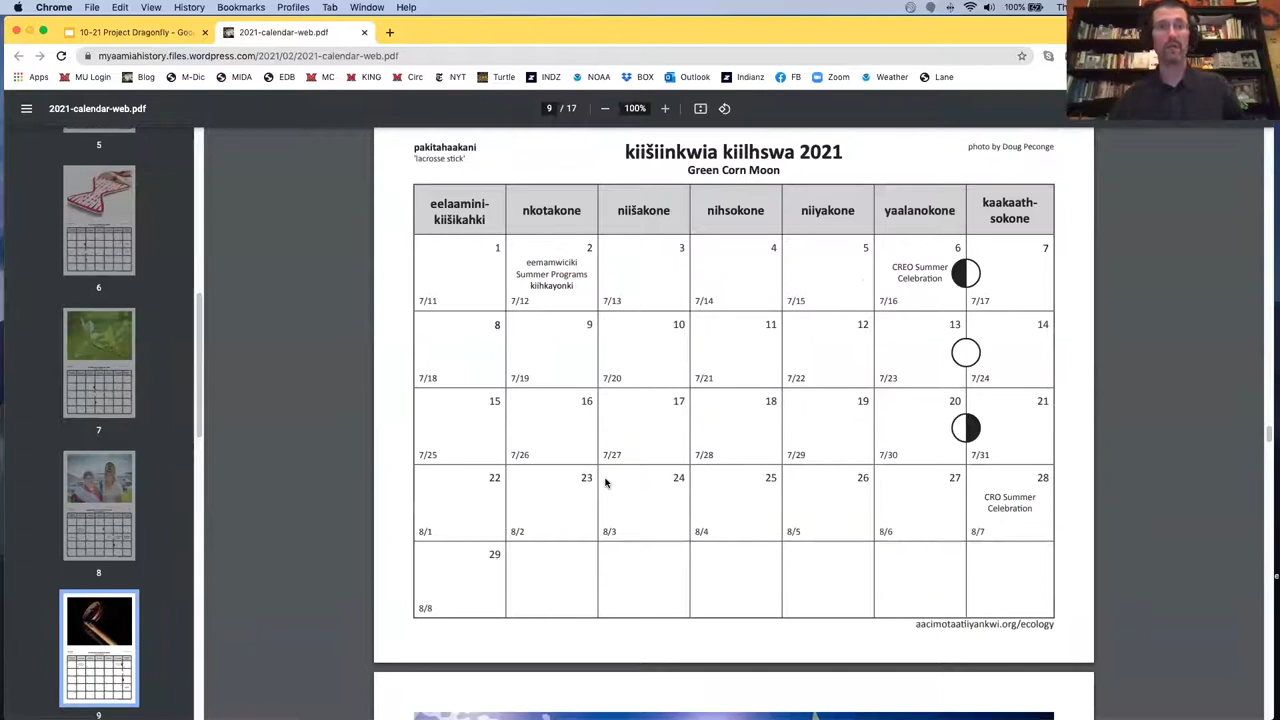 Chrome File Edit View History Bookmarks Profiles Tab Window Help 100%
10-21 Project Dragonfly – Goo
2021-calendar-web.pdf
myaamiahistory.files.wordpress.com/2021/02/2021-calendar-web.pdf
Apps MU Login Blog M-Dic MIDA EDB MC KING Circ NYT Turtle INDZ NOAA BOX Outlook Indianz FB Zoom Weather Lane
2021-calendar-web.pdf 9 / 17 100%
5
6
7
8
9
pakitahaakani
'lacrosse stick'
kiišiinkwia kiilhswa 2021
Green Corn Moon
photo by Doug Peconge
eelaamini-kiišikahki nkotakone niišakone nihsokone niiyakone yaalanokone kaakaath-sokone
1 2 3 4 5 6 7
eemamwiciki
Summer Programs
kiihkayonki
CREO Summer
Celebration
7/11 7/12 7/13 7/14 7/15 7/16 7/17
8 9 10 11 12 13 14
7/18 7/19 7/20 7/21 7/22 7/23 7/24
15 16 17 18 19 20 21
7/25 7/26 7/27 7/28 7/29 7/30 7/31
22 23 24 25 26 27 28
CRO Summer
Celebration
8/1 8/2 8/3 8/4 8/5 8/6 8/7
29
8/8
aacimotaatiiyankwi.org/ecology